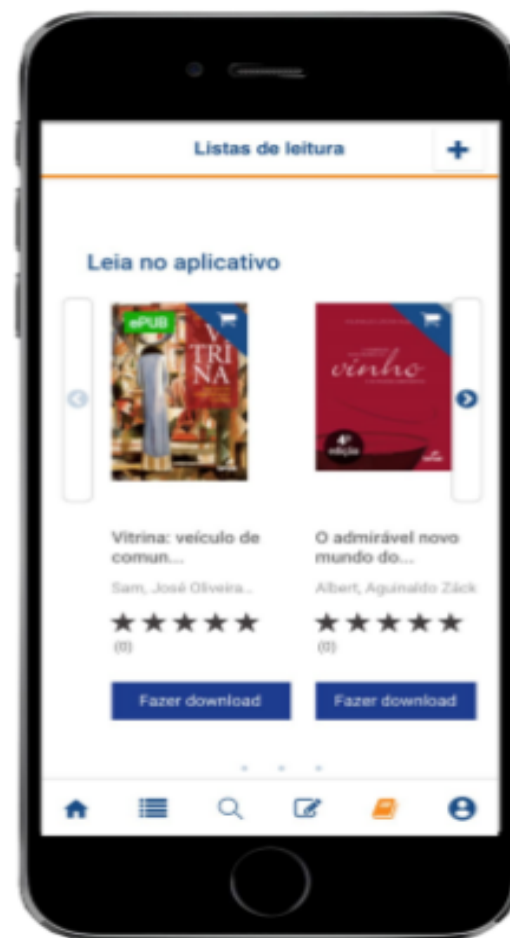 Listas de leitura
Leia no aplicativo
ePUB
VI
TRI
NA
vinho
4ª
edição
Vitrina: veículo de
comun...
Sam, José Oliveira...
(0)
Fazer download
O admirável novo
mundo do...
Albert, Aguinaldo Záck
(0)
Fazer download